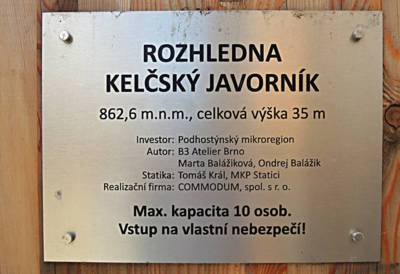 ROZHLEDNA
KELČSKÝ JAVORNÍK
862,6 m.n.m., celková výška 35 m
Investor: Podhostýnský mikroregion
Autor: B3 Atelier Brno
Marta Balážiková, Ondrej Balážik
Statika: Tomáš Král, MKP Statici
Realizační firma: COMMODUM, spol. s r. o.
Max. kapacita 10 osob.
Vstup na vlastní nebezpečí!